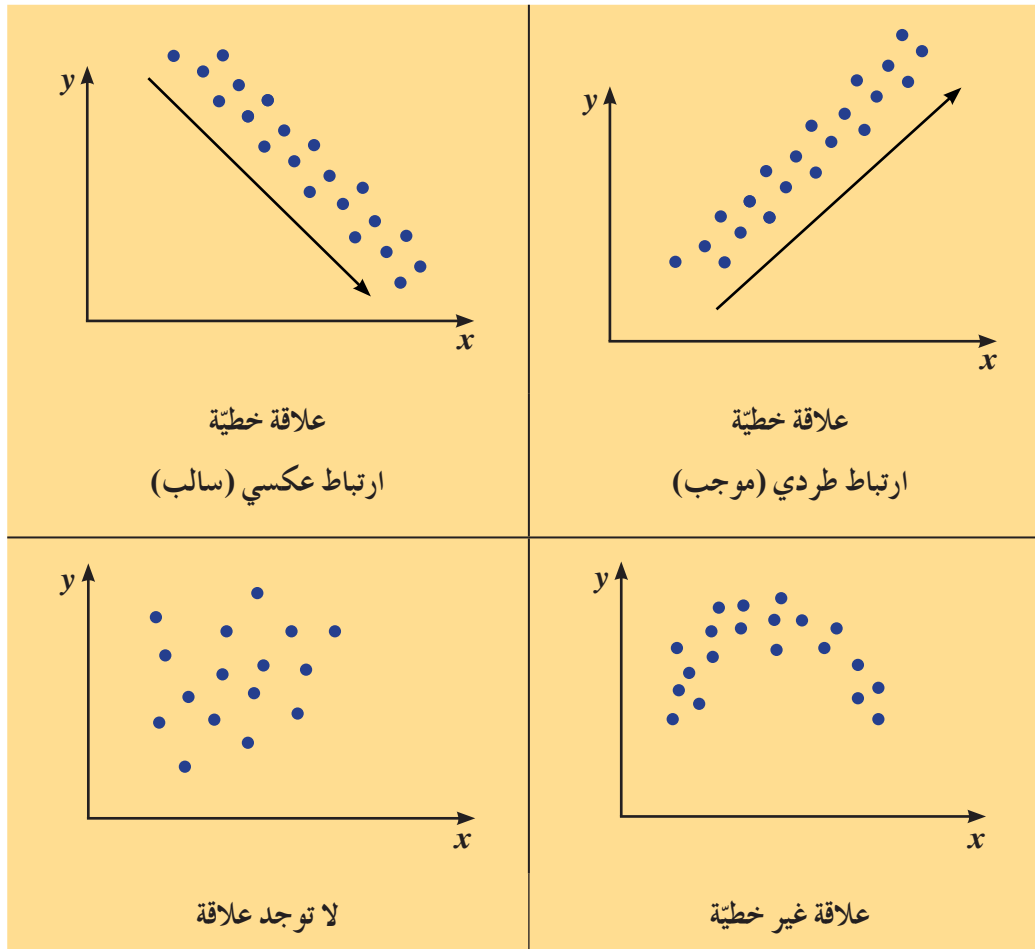 y
x
علاقة خطيّة
ارتباط طردي (موجب)
y
x
علاقة خطيّة
ارتباط عكسي (سالب)
y
x
علاقة غير خطيّة
y
x
لا توجد علاقة